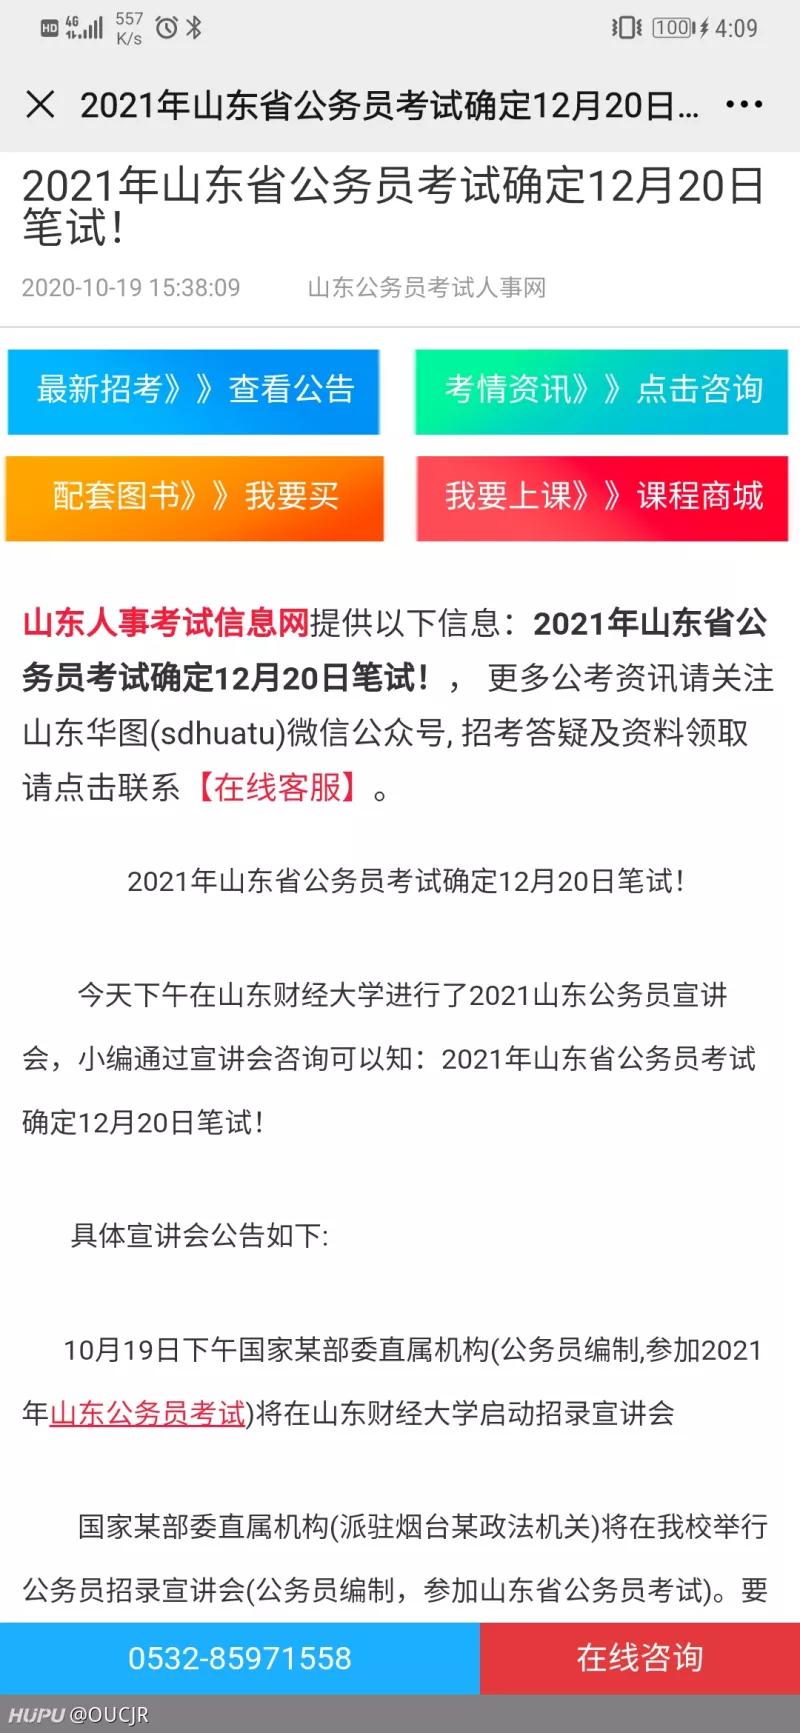 HD 4G 557 K/s 100 4:09
2021年山东省公务员考试确定12月20日...
2021年山东省公务员考试确定12月20日
笔试！
2020-10-19 15:38:09 山东公务员考试人事网
最新招考》》查看公告 考情资讯》》点击咨询
配套图书》》我要买 我要上课》》课程商城
山东人事考试信息网提供以下信息：2021年山东省公
务员考试确定12月20日笔试！， 更多公考资讯请关注
山东华图(sdhuatu)微信公众号, 招考答疑及资料领取
请点击联系【在线客服】。
2021年山东省公务员考试确定12月20日笔试！
今天下午在山东财经大学进行了2021山东公务员宣讲
会，小编通过宣讲会咨询可以知：2021年山东省公务员考试
确定12月20日笔试！
具体宣讲会公告如下:
10月19日下午国家某部委直属机构(公务员编制,参加2021
年山东公务员考试)将在山东财经大学启动招录宣讲会
国家某部委直属机构(派驻烟台某政法机关)将在我校举行
公务员招录宣讲会(公务员编制，参加山东省公务员考试)。要
0532-85971558 在线咨询
HUPU @OUCJR